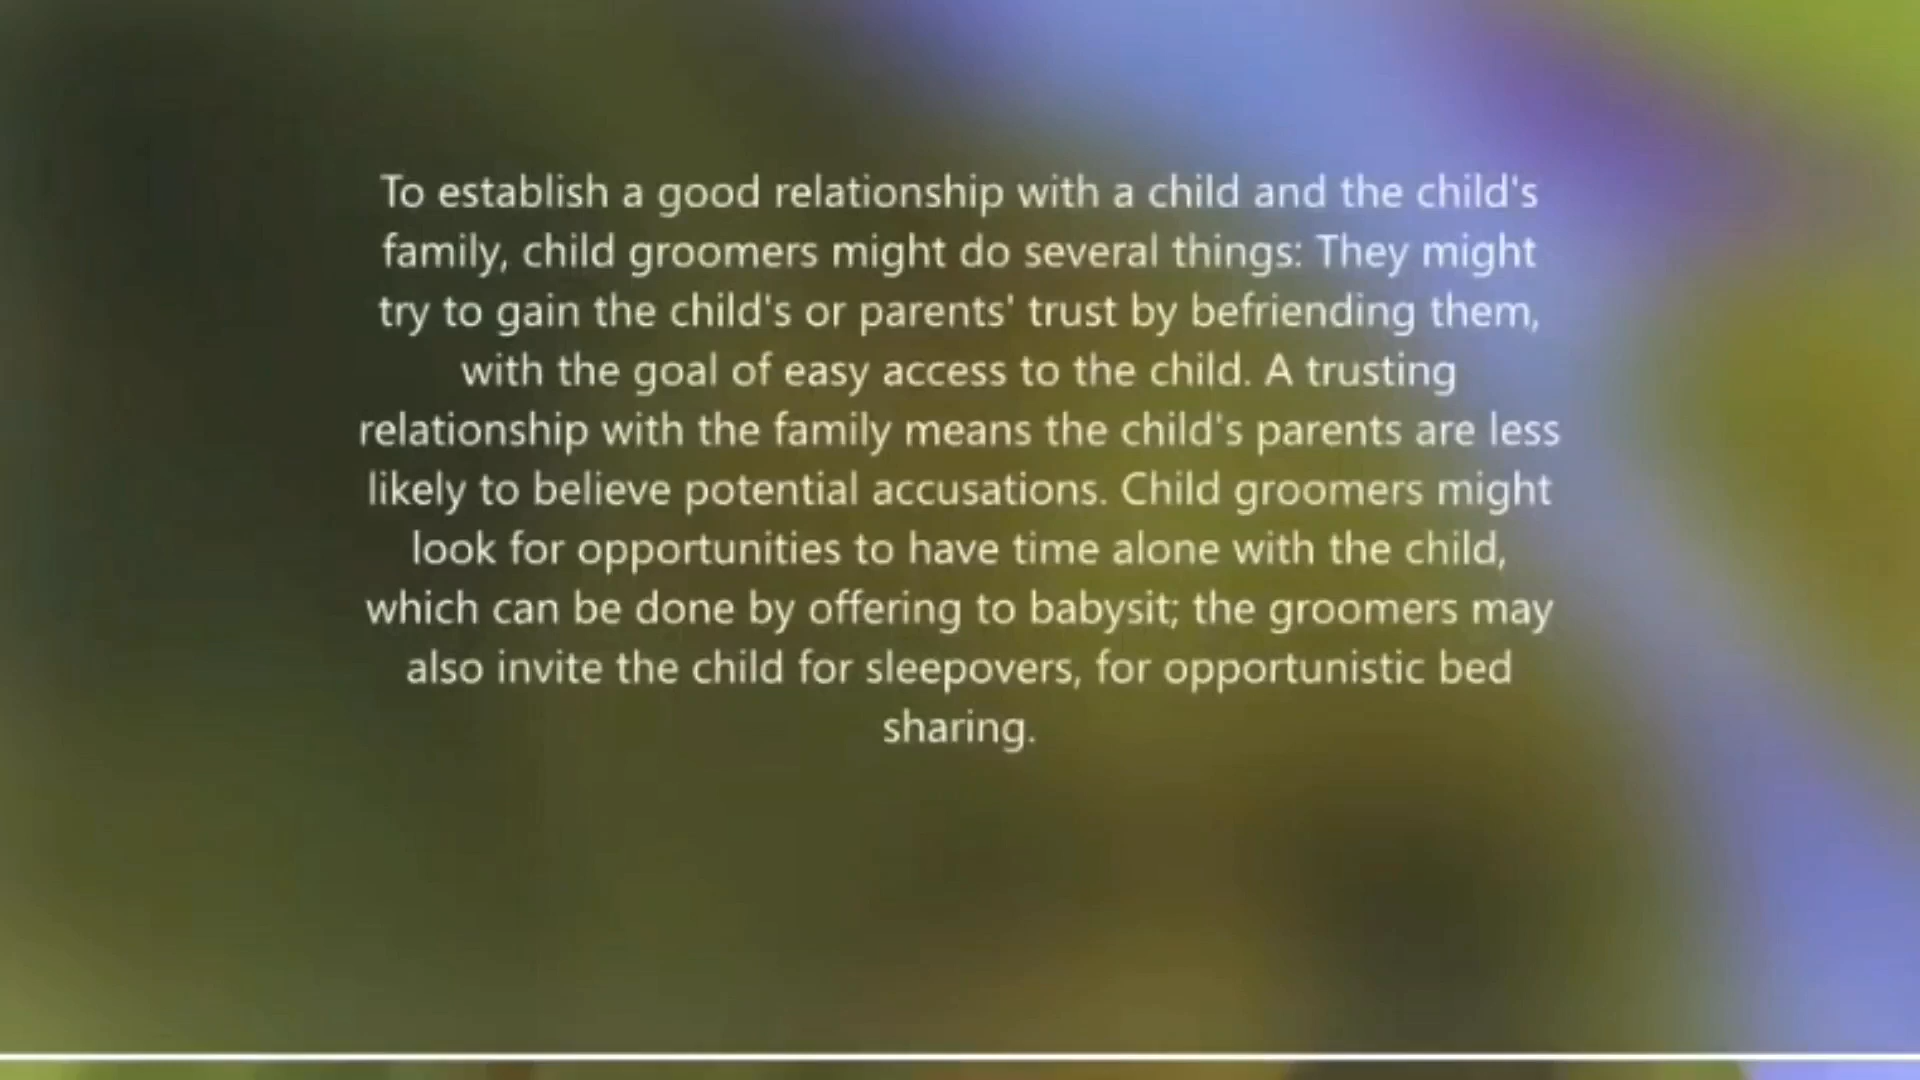 To establish a good relationship with a child and the child's
family, child groomers might do several things: They might
try to gain the child's or parents' trust by befriending them,
with the goal of easy access to the child. A trusting
relationship with the family means the child's parents are less
likely to believe potential accusations. Child groomers might
look for opportunities to have time alone with the child,
which can be done by offering to babysit; the groomers may
also invite the child for sleepovers, for opportunistic bed
sharing.